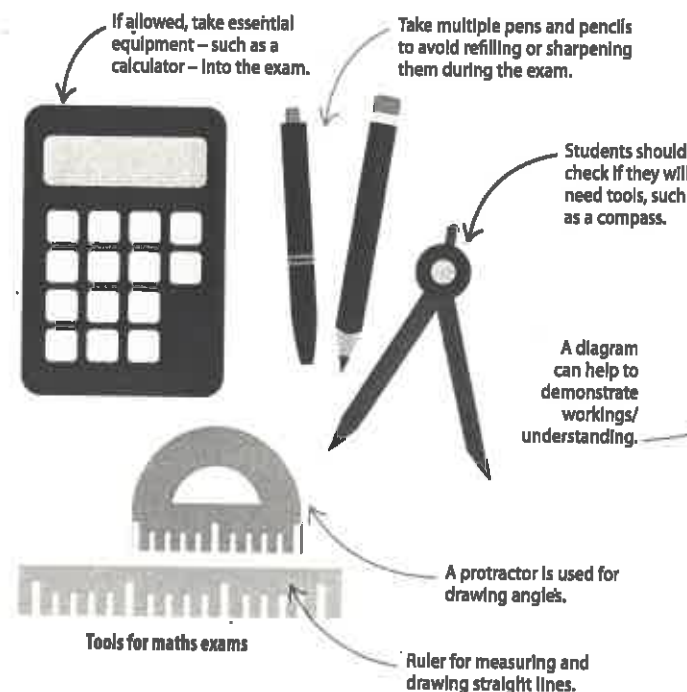 If allowed, take essential
equipment – such as a
calculator – into the exam.
Take multiple pens and pencils
to avoid refilling or sharpening
them during the exam.
Students should
check if they will
need tools, such
as a compass.
A diagram
can help to
demonstrate
workings/
understanding.
A protractor is used for
drawing angles.
Tools for maths exams
Ruler for measuring and
drawing straight lines.